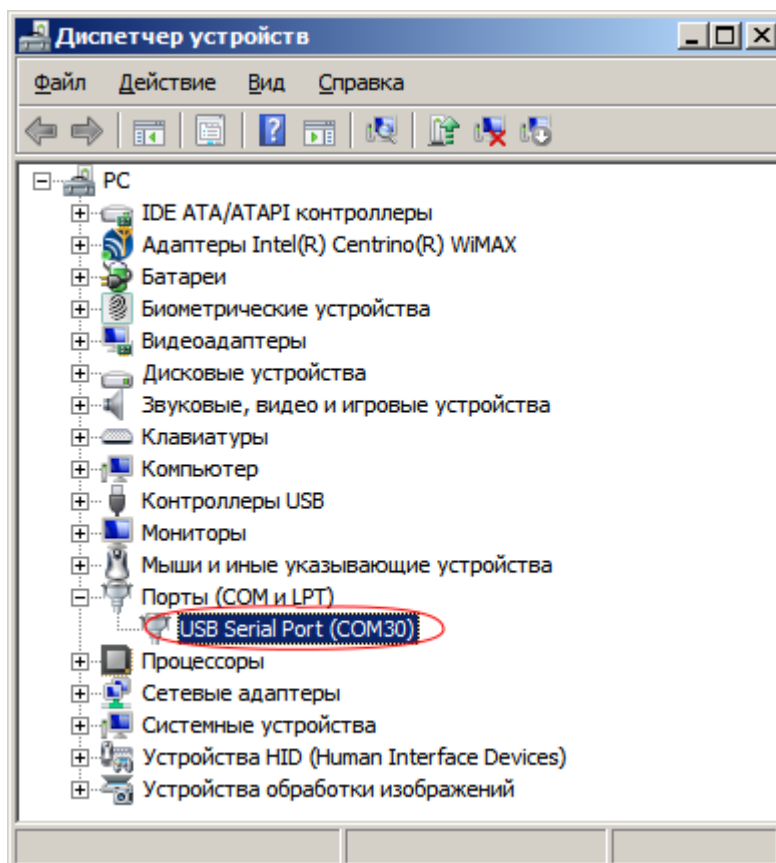 Диспетчер устройств
Файл Действие Вид Справка
PC
IDE ATA/ATAPI контроллеры
Адаптеры Intel(R) Centrino(R) WiMAX
Батареи
Биометрические устройства
Видеоадаптеры
Дисковые устройства
Звуковые, видео и игровые устройства
Клавиатуры
Компьютер
Контроллеры USB
Мониторы
Мыши и иные указывающие устройства
Порты (COM и LPT)
USB Serial Port (COM30)
Процессоры
Сетевые адаптеры
Системные устройства
Устройства HID (Human Interface Devices)
Устройства обработки изображений